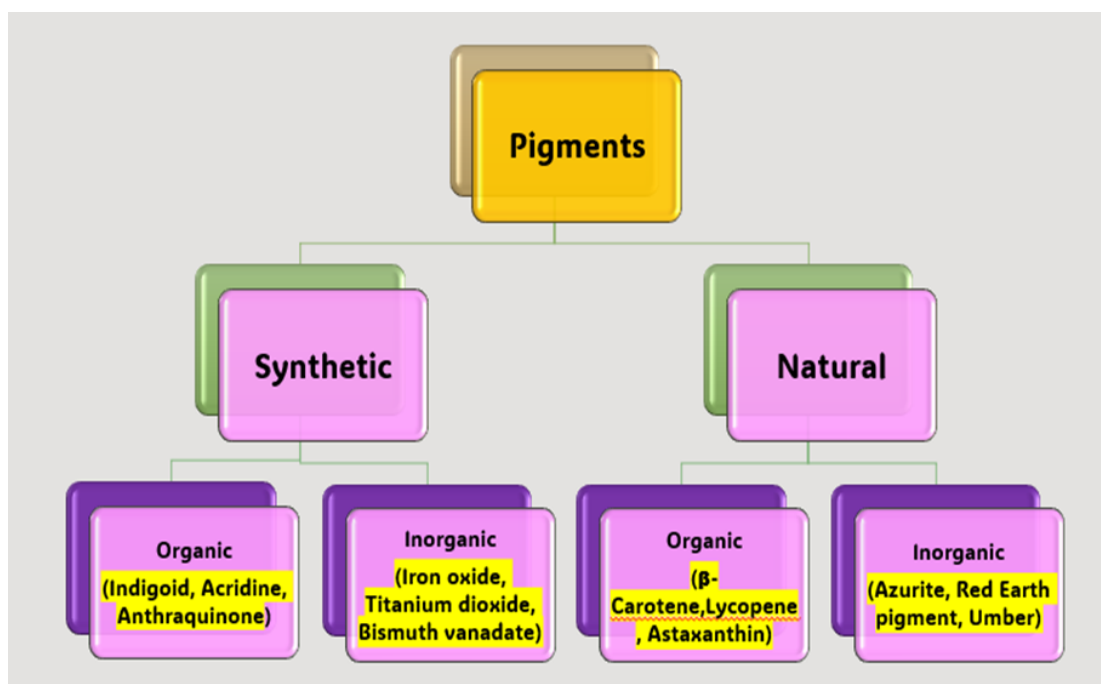 Pigments
Synthetic
Natural
Organic
(Indigoid, Acridine,
Anthraquinone)
Inorganic
(Iron oxide,
Titanium dioxide,
Bismuth vanadate)
Organic
(β-
Carotene,Lycopene
, Astaxanthin)
Inorganic
(Azurite, Red Earth
pigment, Umber)